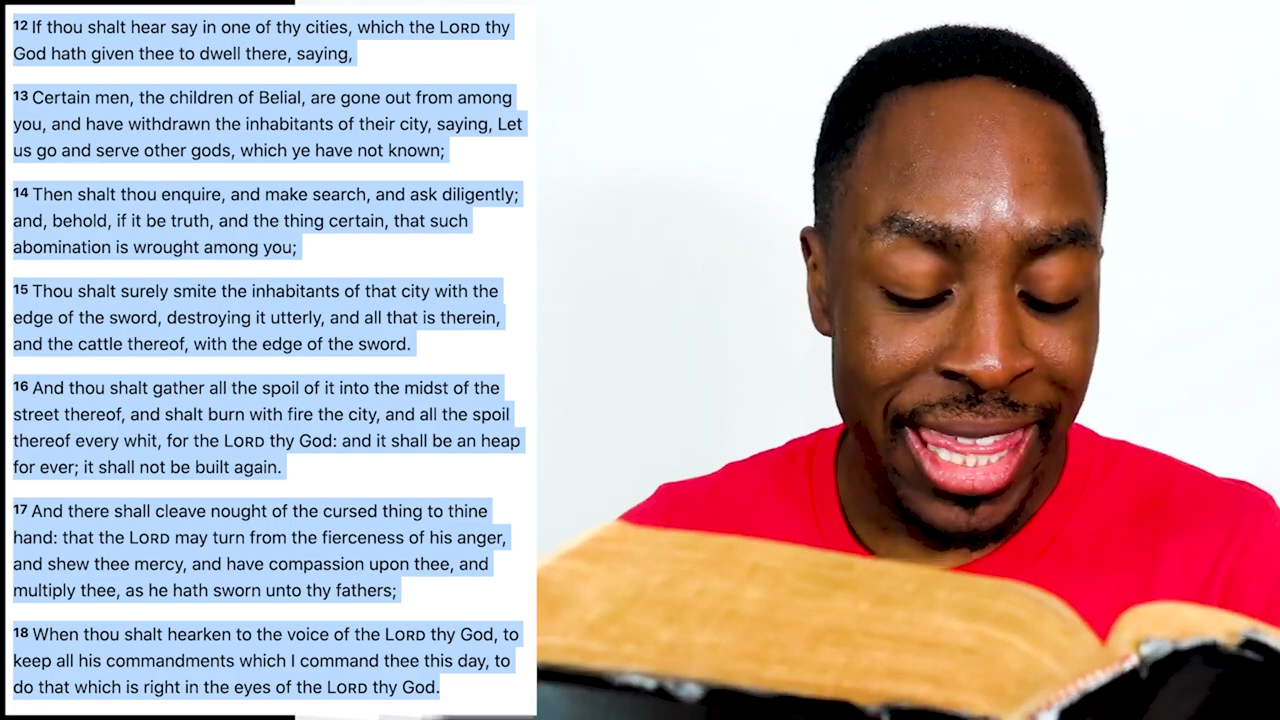 12 If thou shalt hear say in one of thy cities, which the LORD thy
God hath given thee to dwell there, saying,
13 Certain men, the children of Belial, are gone out from among
you, and have withdrawn the inhabitants of their city, saying, Let
us go and serve other gods, which ye have not known;
14 Then shalt thou enquire, and make search, and ask diligently;
and, behold, if it be truth, and the thing certain, that such
abomination is wrought among you;
15 Thou shalt surely smite the inhabitants of that city with the
edge of the sword, destroying it utterly, and all that is therein,
and the cattle thereof, with the edge of the sword.
16 And thou shalt gather all the spoil of it into the midst of the
street thereof, and shalt burn with fire the city, and all the spoil
thereof every whit, for the LORD thy God: and it shall be an heap
for ever; it shall not be built again.
17 And there shall cleave nought of the cursed thing to thine
hand: that the LORD may turn from the fierceness of his anger,
and shew thee mercy, and have compassion upon thee, and
multiply thee, as he hath sworn unto thy fathers;
18 When thou shalt hearken to the voice of the LORD thy God, to
keep all his commandments which I command thee this day, to
do that which is right in the eyes of the LORD thy God.